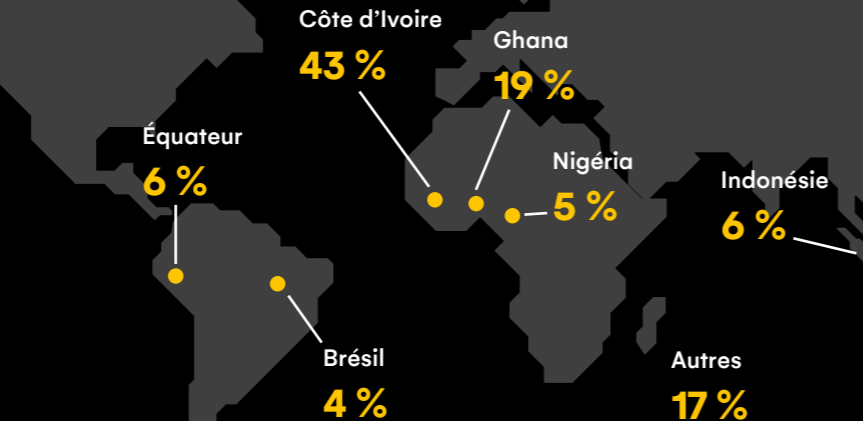 Côte d’Ivoire
43 %
Ghana
19 %
Équateur
6 %
Nigéria
5 %
Indonésie
6 %
Brésil
4 %
Autres
17 %